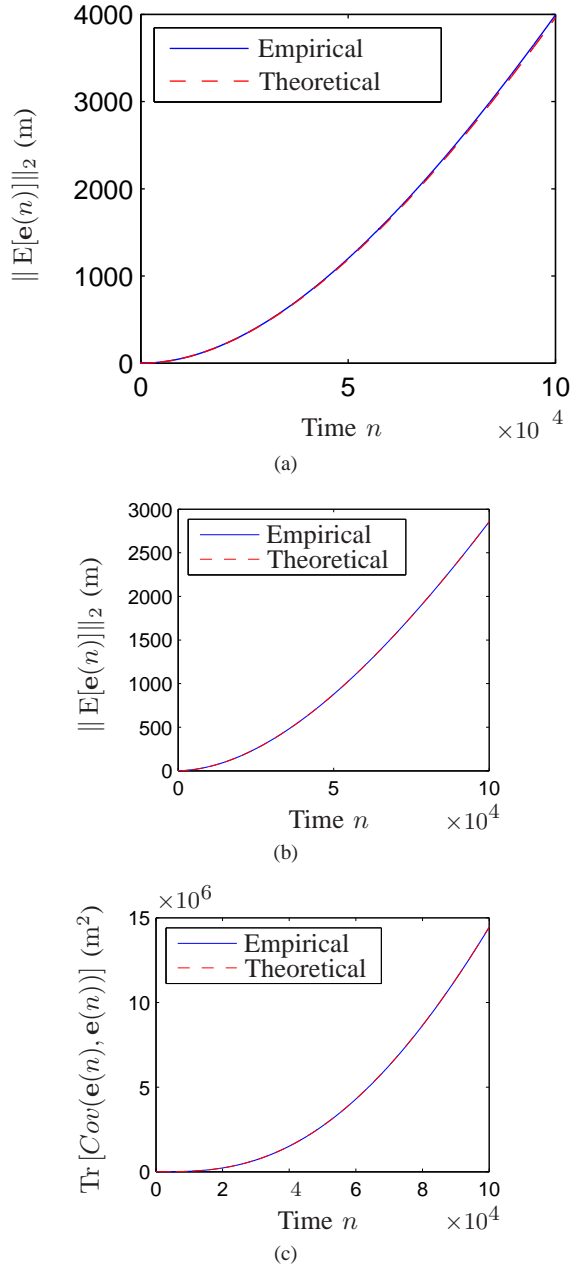 4000
3000
2000
1000
0
‖ E[e(n)]‖₂ (m)
Empirical
Theoretical
0 5 10
Time n ×10 ⁴
(a)
3000
2500
2000
1500
1000
500
0
‖ E[e(n)]‖₂ (m)
Empirical
Theoretical
0 5 10
Time n ×10⁴
(b)
×10⁶
15
10
5
0
Tr [Cov(e(n), e(n))] (m²)
Empirical
Theoretical
0 2 4 6 8 10
Time n ×10⁴
(c)